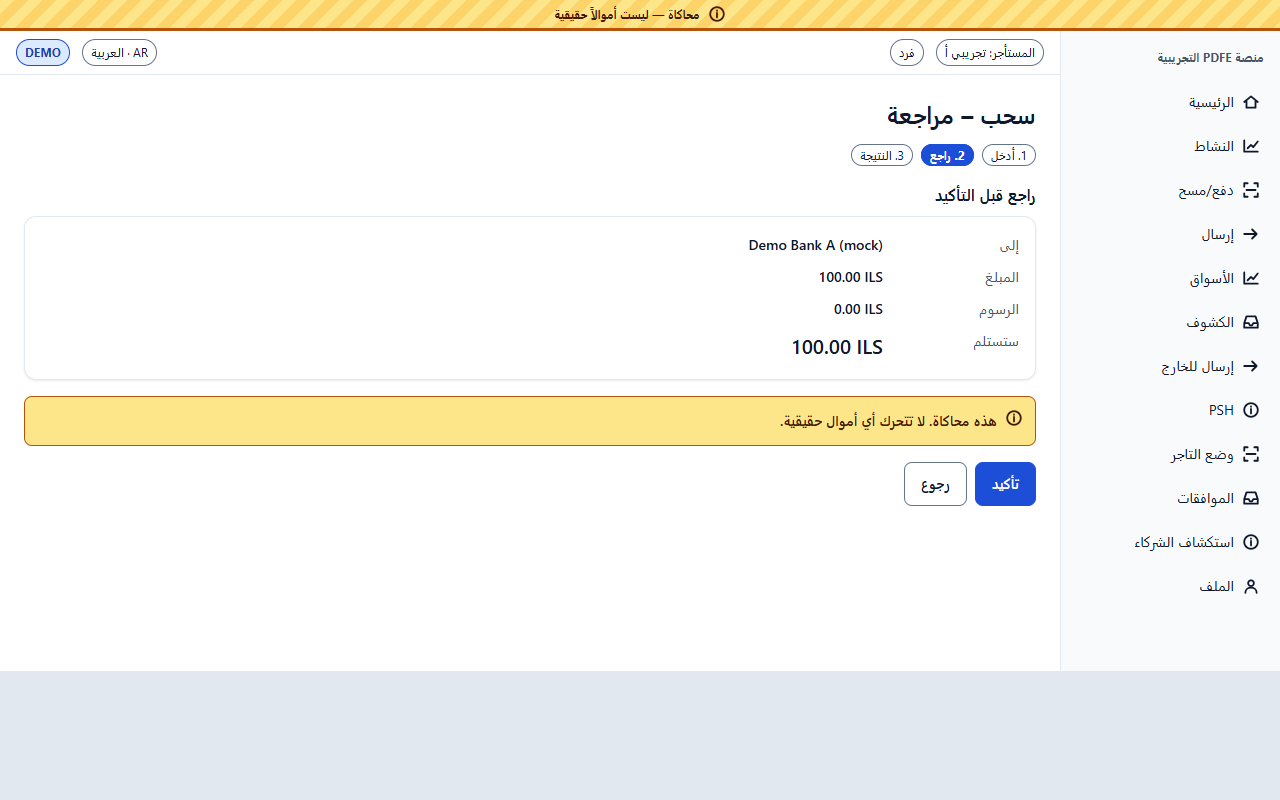 محاكاة — ليست أموالاً حقيقية
منصة PDFE التجريبية
الرئيسية
النشاط
دفع/مسح
إرسال
الأسواق
الكشوف
إرسال للخارج
PSH
وضع التاجر
الموافقات
استكشاف الشركاء
الملف
المستأجر: تجريبي أ
فرد
AR · العربية
DEMO
سحب – مراجعة
1. أدخل
2. راجع
3. النتيجة
راجع قبل التأكيد
إلى Demo Bank A (mock)
المبلغ 100.00 ILS
الرسوم 0.00 ILS
ستستلم 100.00 ILS
هذه محاكاة. لا تتحرك أي أموال حقيقية.
تأكيد
رجوع